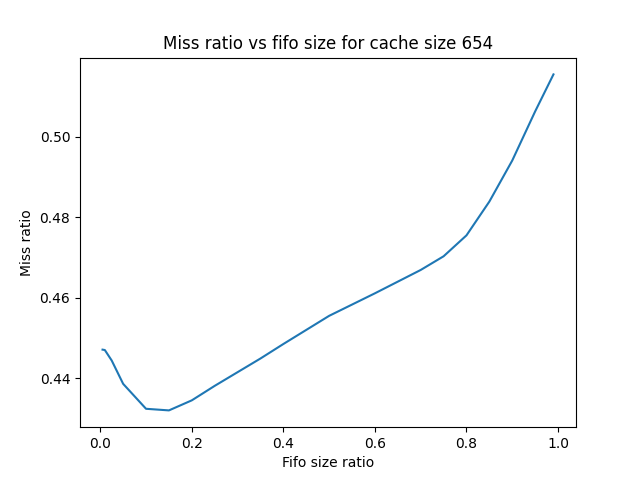 Miss ratio vs fifo size for cache size 654
0.50
0.48
0.46
0.44
Miss ratio
0.0 0.2 0.4 0.6 0.8 1.0
Fifo size ratio